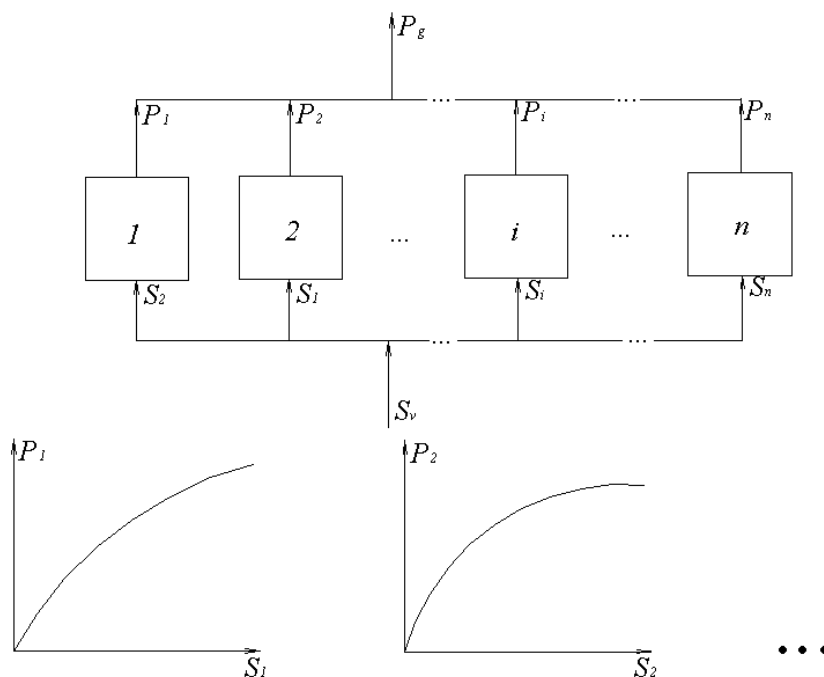 P_g
P_1 P_2 ... P_i ... P_n
1 2 ... i ... n
S_2 S_1 S_i S_n
... ...
S_v
P_1 P_2
S_1 S_2 ...